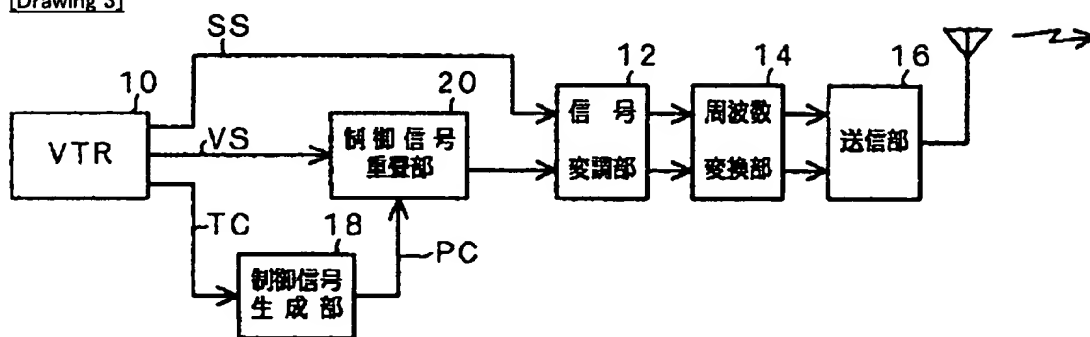 [Drawing 3]
SS
10
VTR
VS
20
制御信号
重畳部
12
信号
変調部
14
周波数
変換部
16
送信部
TC
18
制御信号
生成部
PC